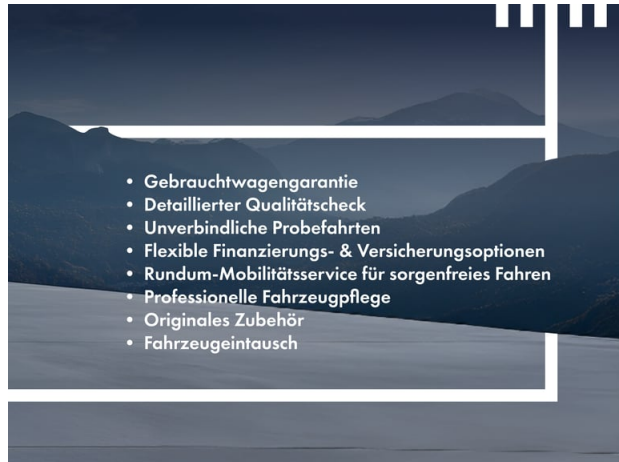 • Gebrauchtwagengarantie
• Detaillierter Qualitätscheck
• Unverbindliche Probefahrten
• Flexible Finanzierungs- & Versicherungsoptionen
• Rundum-Mobilitätsservice für sorgenfreies Fahren
• Professionelle Fahrzeugpflege
• Originales Zubehör
• Fahrzeugeintausch